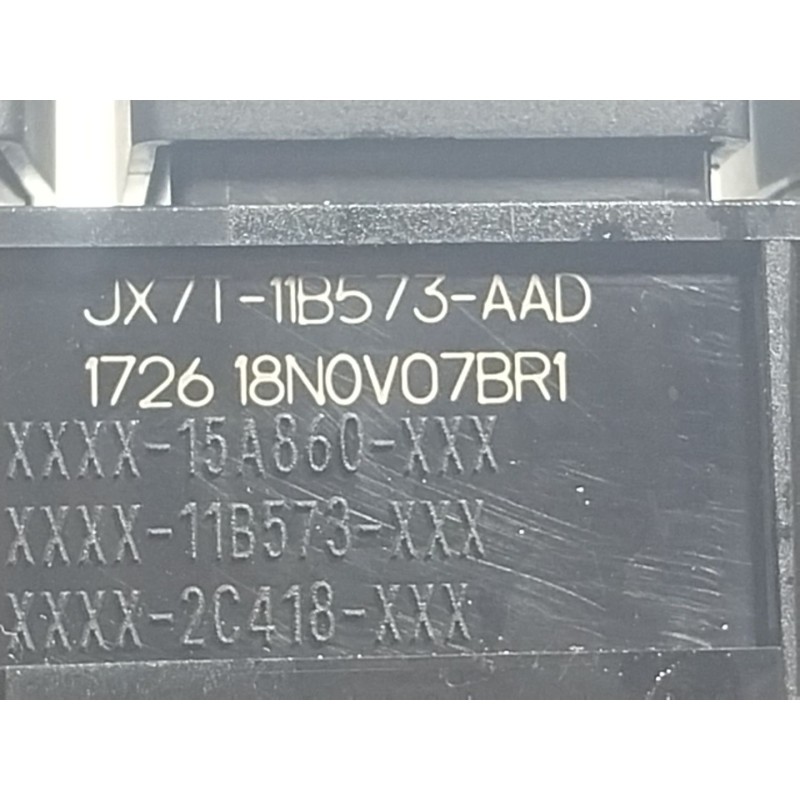 JX7T-11B573-AAD
1726 18NOV07BR1
XXXX-15A860-XXX
XXXX-11B573-XXX
XXXX-2C418-XXX